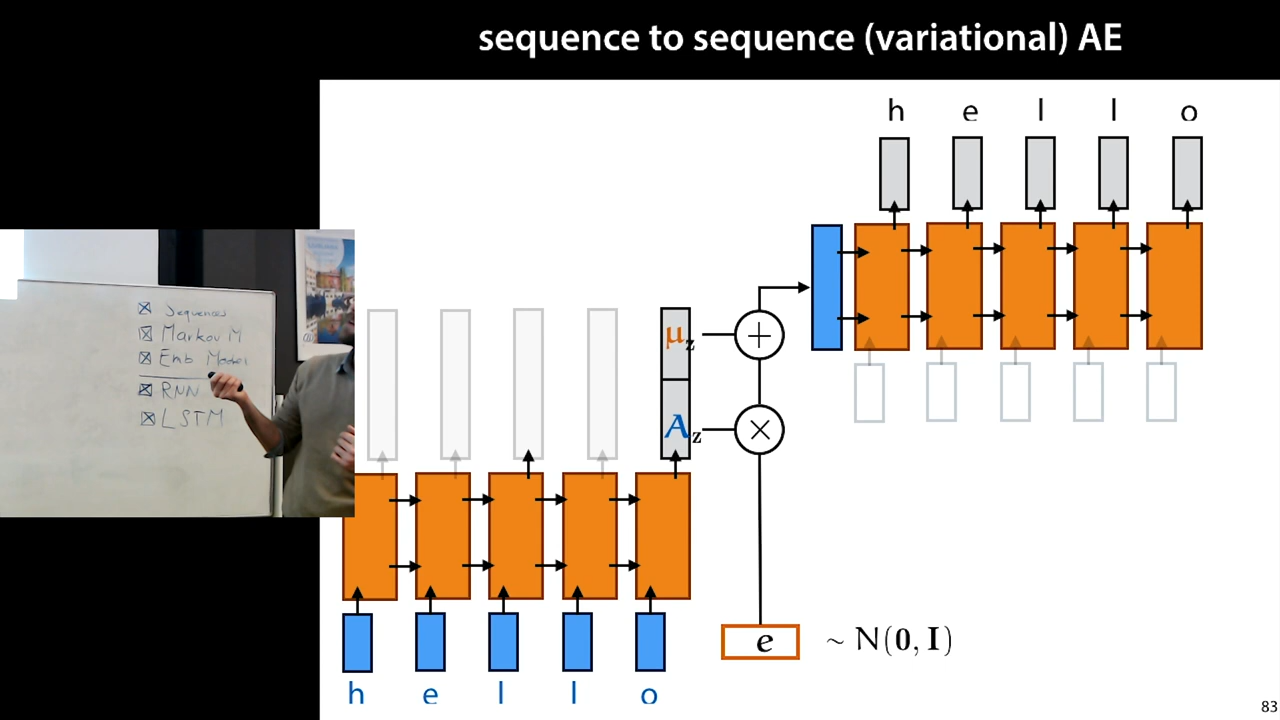 sequence to sequence (variational) AE
h e l l o
Sequences
Markov M
Emb Model
RNN
LSTM
μz
+
Az
×
e ~ N(0, I)
h e l l o
83